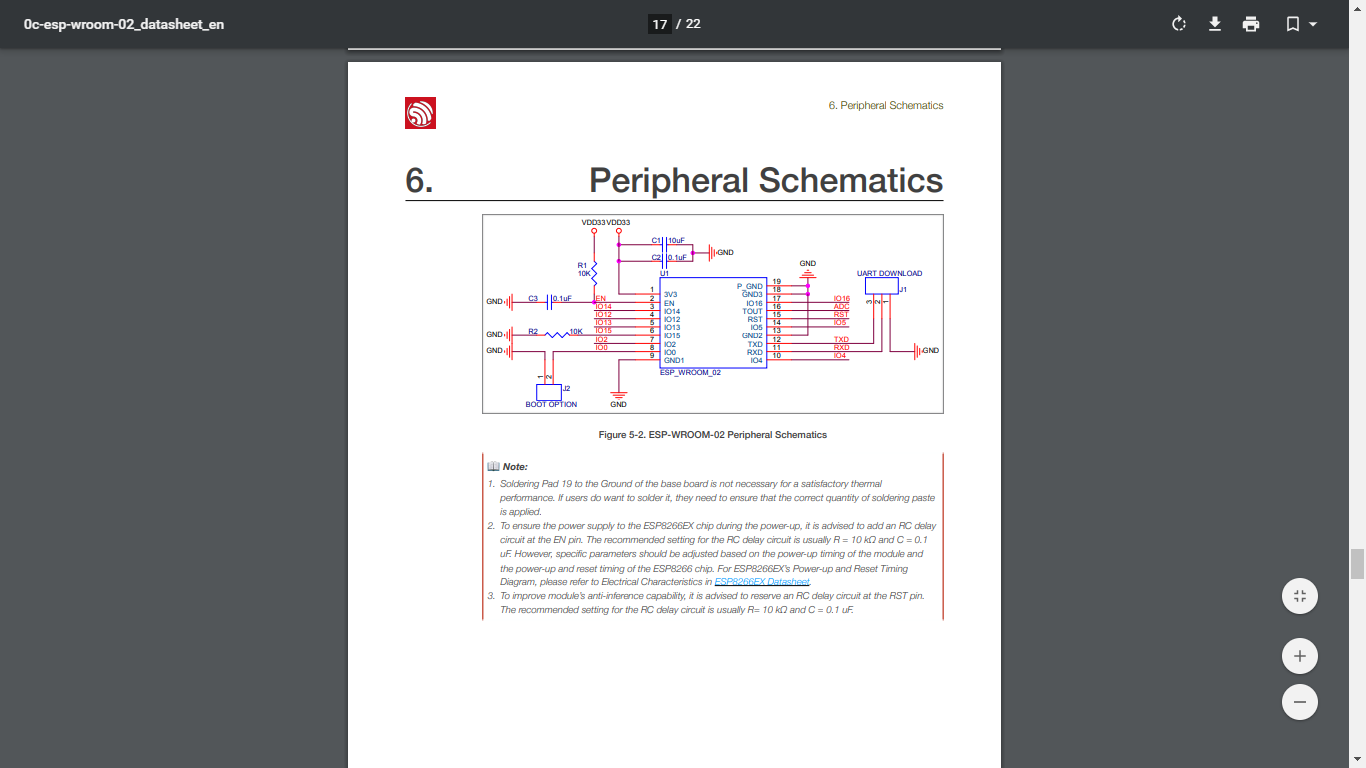 0c-esp-wroom-02_datasheet_en
17 / 22
6. Peripheral Schematics
6. Peripheral Schematics
VDD33 VDD33
C1 10uF
GND
C2 0.1uF
R1
10K
U1
GND
UART DOWNLOAD
J1
GND C3 0.1uF
EN
IO14
IO12
IO13
IO15
IO2
IO0
1
2
3
4
5
6
7
8
9
3V3
EN
IO14
IO12
IO13
IO15
IO2
IO0
GND1
P_GND
GND3
IO16
TOUT
RST
IO5
GND2
TXD
RXD
IO4
19
18
17
16
15
14
13
12
11
10
IO16
ADC
RST
IO5
TXD
RXD
IO4
3 2 1
GND
GND R2 10K
GND
1 2
J2
BOOT OPTION
GND
ESP_WROOM_02
Figure 5-2. ESP-WROOM-02 Peripheral Schematics
Note:
1. Soldering Pad 19 to the Ground of the base board is not necessary for a satisfactory thermal
performance. If users do want to solder it, they need to ensure that the correct quantity of soldering paste
is applied.
2. To ensure the power supply to the ESP8266EX chip during the power-up, it is advised to add an RC delay
circuit at the EN pin. The recommended setting for the RC delay circuit is usually R = 10 kΩ and C = 0.1
uF. However, specific parameters should be adjusted based on the power-up timing of the module and
the power-up and reset timing of the ESP8266 chip. For ESP8266EX's Power-up and Reset Timing
Diagram, please refer to Electrical Characteristics in ESP8266EX Datasheet.
3. To improve module's anti-inference capability, it is advised to reserve an RC delay circuit at the RST pin.
The recommended setting for the RC delay circuit is usually R= 10 kΩ and C = 0.1 uF.